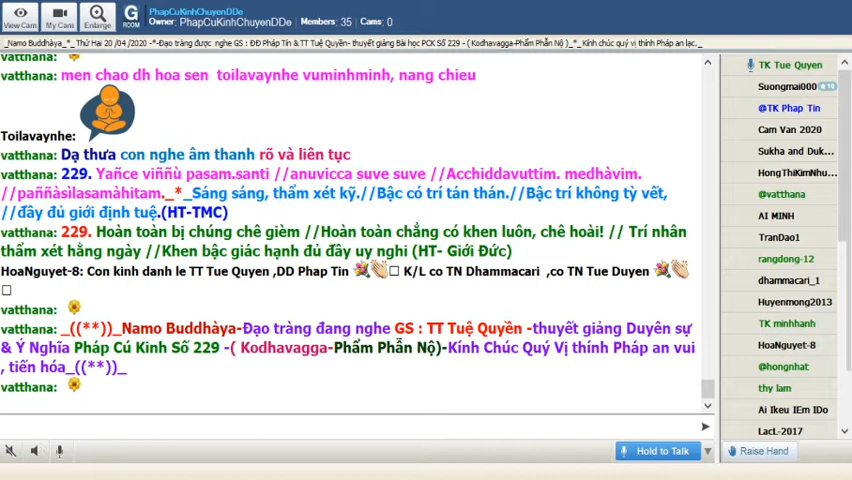 View Cam
My Cam
Enlarge
G
ROOM
PhapCuKinhChuyenDDe
Owner: PhapCuKinhChuyenDDe Members: 35 Cams: 0
_Namo Buddhàya_*_ Thứ Hai 20 /04 /2020 -*-Đạo tràng được nghe GS : ĐĐ Pháp Tín & TT Tuệ Quyền- thuyết giảng Bài học PCK Số 229 - ( Kodhavagga-Phẩm Phẫn Nộ )_*_ Kính chúc quý vị thính Pháp an lạc._
vatthana:
vatthana: men chao dh hoa sen toilavaynhe vuminhminh, nang chieu
Toilavaynhe:
vatthana: Dạ thưa con nghe âm thanh rõ và liên tục
vatthana: 229. Yañce viññù pasam.santi //anuvicca suve suve //Acchiddavuttim. medhàvim.
//paññàsìlasamàhitam._*_Sáng sáng, thẩm xét kỹ.//Bậc có trí tán thán.//Bậc trí không tỳ vết,
//đầy đủ giới định tuệ.(HT-TMC)
vatthana: 229. Hoàn toàn bị chúng chê gièm //Hoàn toàn chẳng có khen luôn, chê hoài! // Trí nhân
thẩm xét hằng ngày //Khen bậc giác hạnh đủ đầy uy nghi (HT- Giới Đức)
HoaNguyet-8: Con kinh danh le TT Tue Quyen ,DD Phap Tin K/L co TN Dhammacari ,co TN Tue Duyen
vatthana:
vatthana: _((**))_Namo Buddhàya-Đạo tràng đang nghe GS : TT Tuệ Quyền -thuyết giảng Duyên sự
& Ý Nghĩa Pháp Cú Kinh Số 229 -( Kodhavagga-Phẩm Phẫn Nộ)-Kính Chúc Quý Vị thính Pháp an vui
, tiến hóa_((**))_
vatthana:
Hold to Talk
TK Tue Quyen
Suongmai000 10
@TK Phap Tin
Cam Van 2020
Sukha and Duk...
HongThiKimNhu...
@vatthana
AI MINH
TranDao1
rangdong-12
dhammacari_1
Huyenmong2013
TK minhhanh
HoaNguyet-8
@hongnhat
thy lam
Ai Ikeu IEm IDo
LacL-2017
Raise Hand